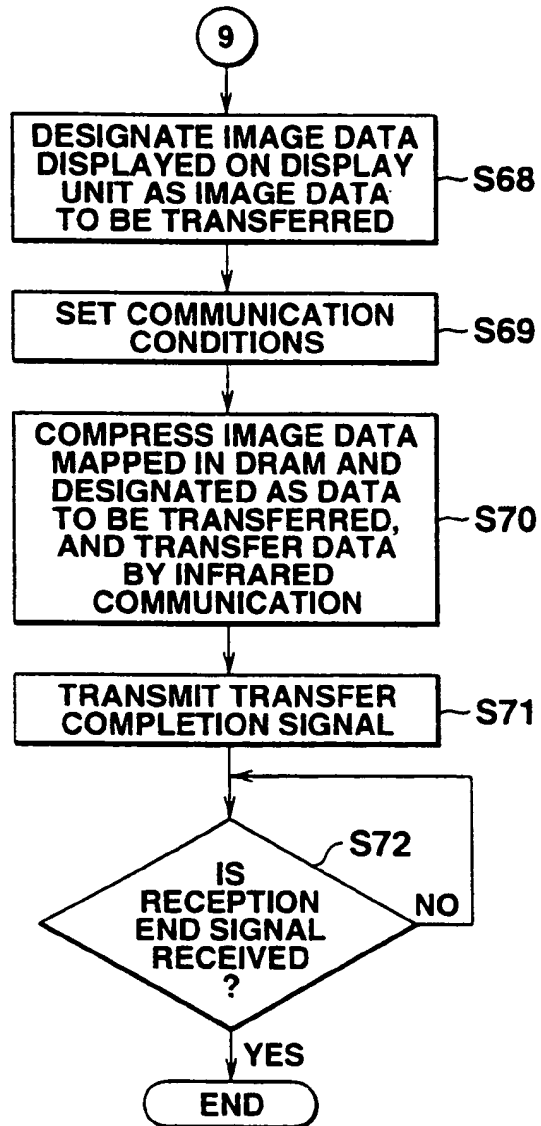 9
DESIGNATE IMAGE DATA
DISPLAYED ON DISPLAY
UNIT AS IMAGE DATA
TO BE TRANSFERRED
S68
SET COMMUNICATION
CONDITIONS
S69
COMPRESS IMAGE DATA
MAPPED IN DRAM AND
DESIGNATED AS DATA
TO BE TRANSFERRED,
AND TRANSFER DATA
BY INFRARED
COMMUNICATION
S70
TRANSMIT TRANSFER
COMPLETION SIGNAL
S71
S72
IS
RECEPTION
END SIGNAL
RECEIVED
?
NO
YES
END